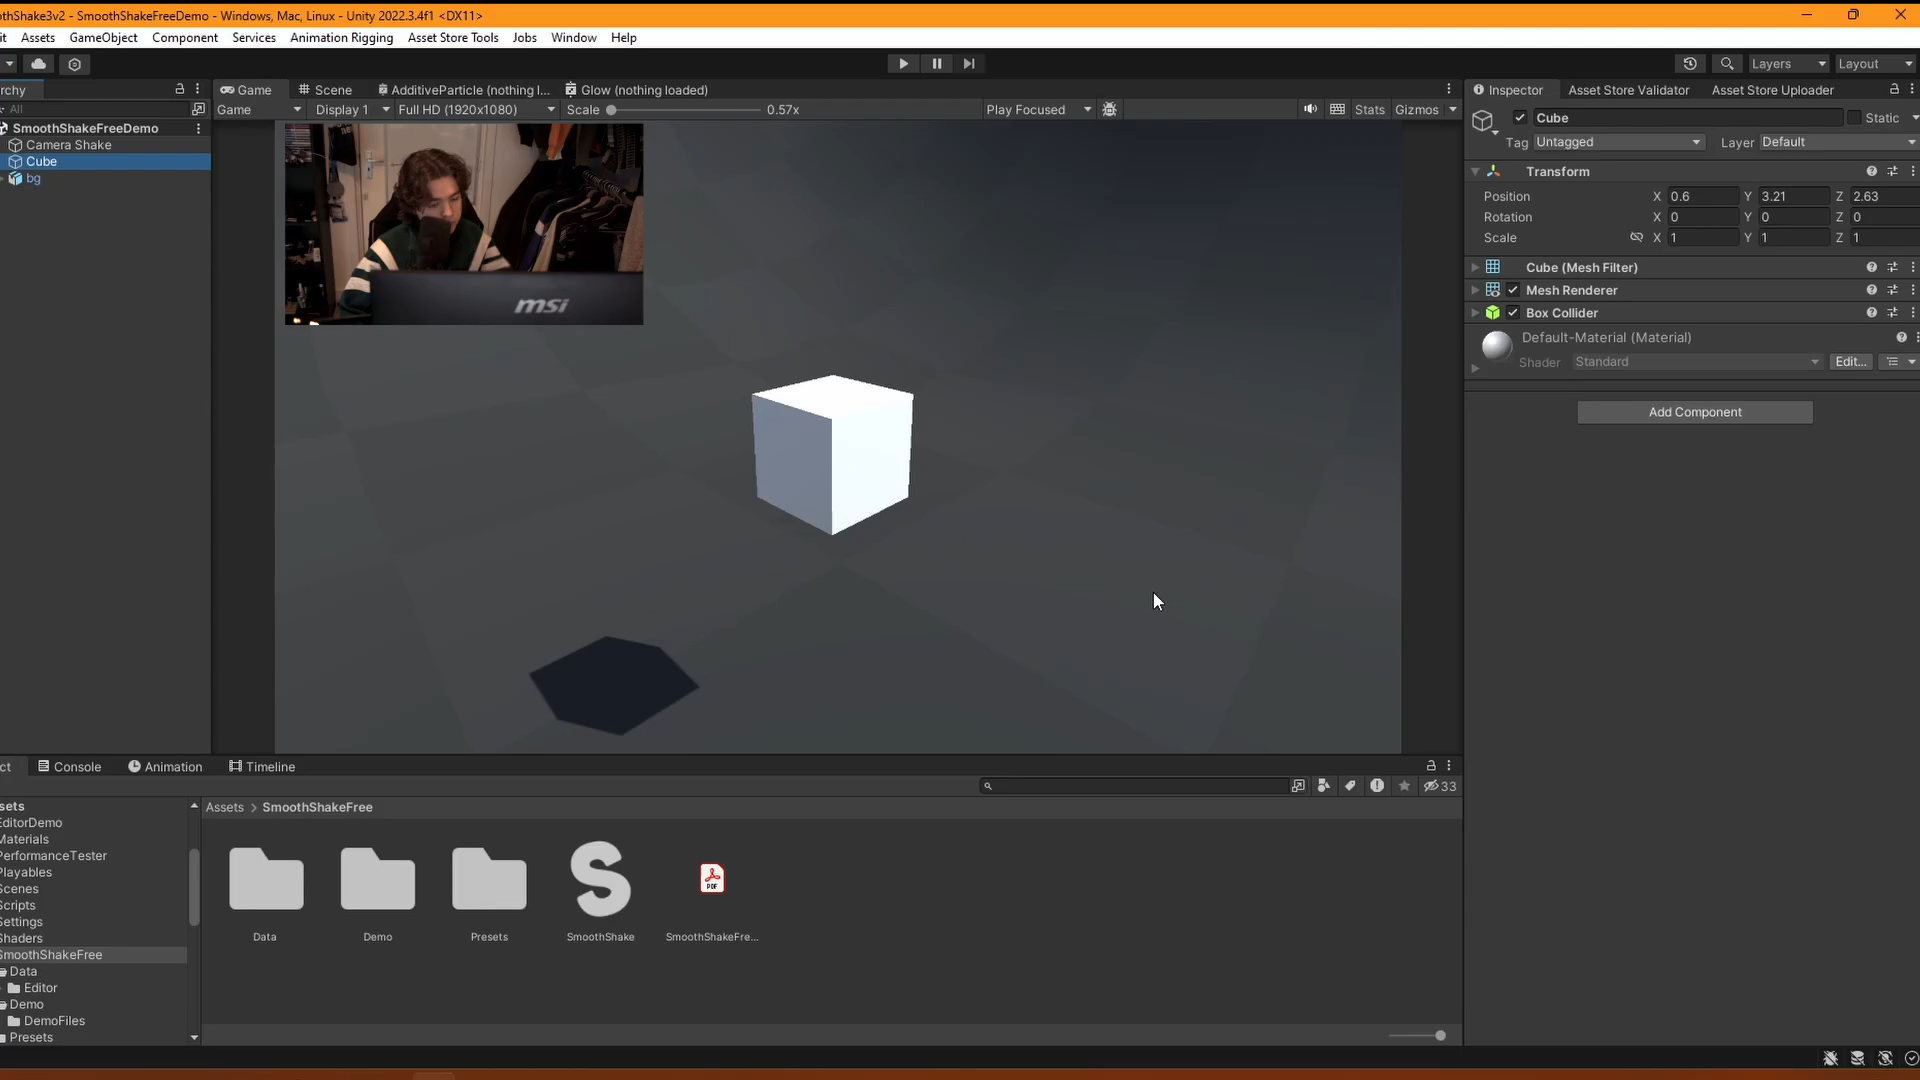 othShake3v2 - SmoothShakeFreeDemo - Windows, Mac, Linux - Unity 2022.3.4f1 <DX11>
it Assets GameObject Component Services Animation Rigging Asset Store Tools Jobs Window Help
Layers Layout
rchy
All
SmoothShakeFreeDemo
Camera Shake
Cube
bg
Game Scene AdditiveParticle (nothing l... Glow (nothing loaded)
Game Display 1 Full HD (1920x1080) Scale 0.57x Play Focused Stats Gizmos
msi
Inspector Asset Store Validator Asset Store Uploader
Cube Static
Tag Untagged Layer Default
Transform
Position X 0.6 Y 3.21 Z 2.63
Rotation X 0 Y 0 Z 0
Scale X 1 Y 1 Z 1
Cube (Mesh Filter)
Mesh Renderer
Box Collider
Default-Material (Material)
Shader Standard Edit...
Add Component
ct Console Animation Timeline
33
sets
EditorDemo
Materials
PerformanceTester
Playables
Scenes
Scripts
Settings
Shaders
SmoothShakeFree
Data
Editor
Demo
DemoFiles
Presets
Assets > SmoothShakeFree
S
PDF
Data Demo Presets SmoothShake SmoothShakeFre...